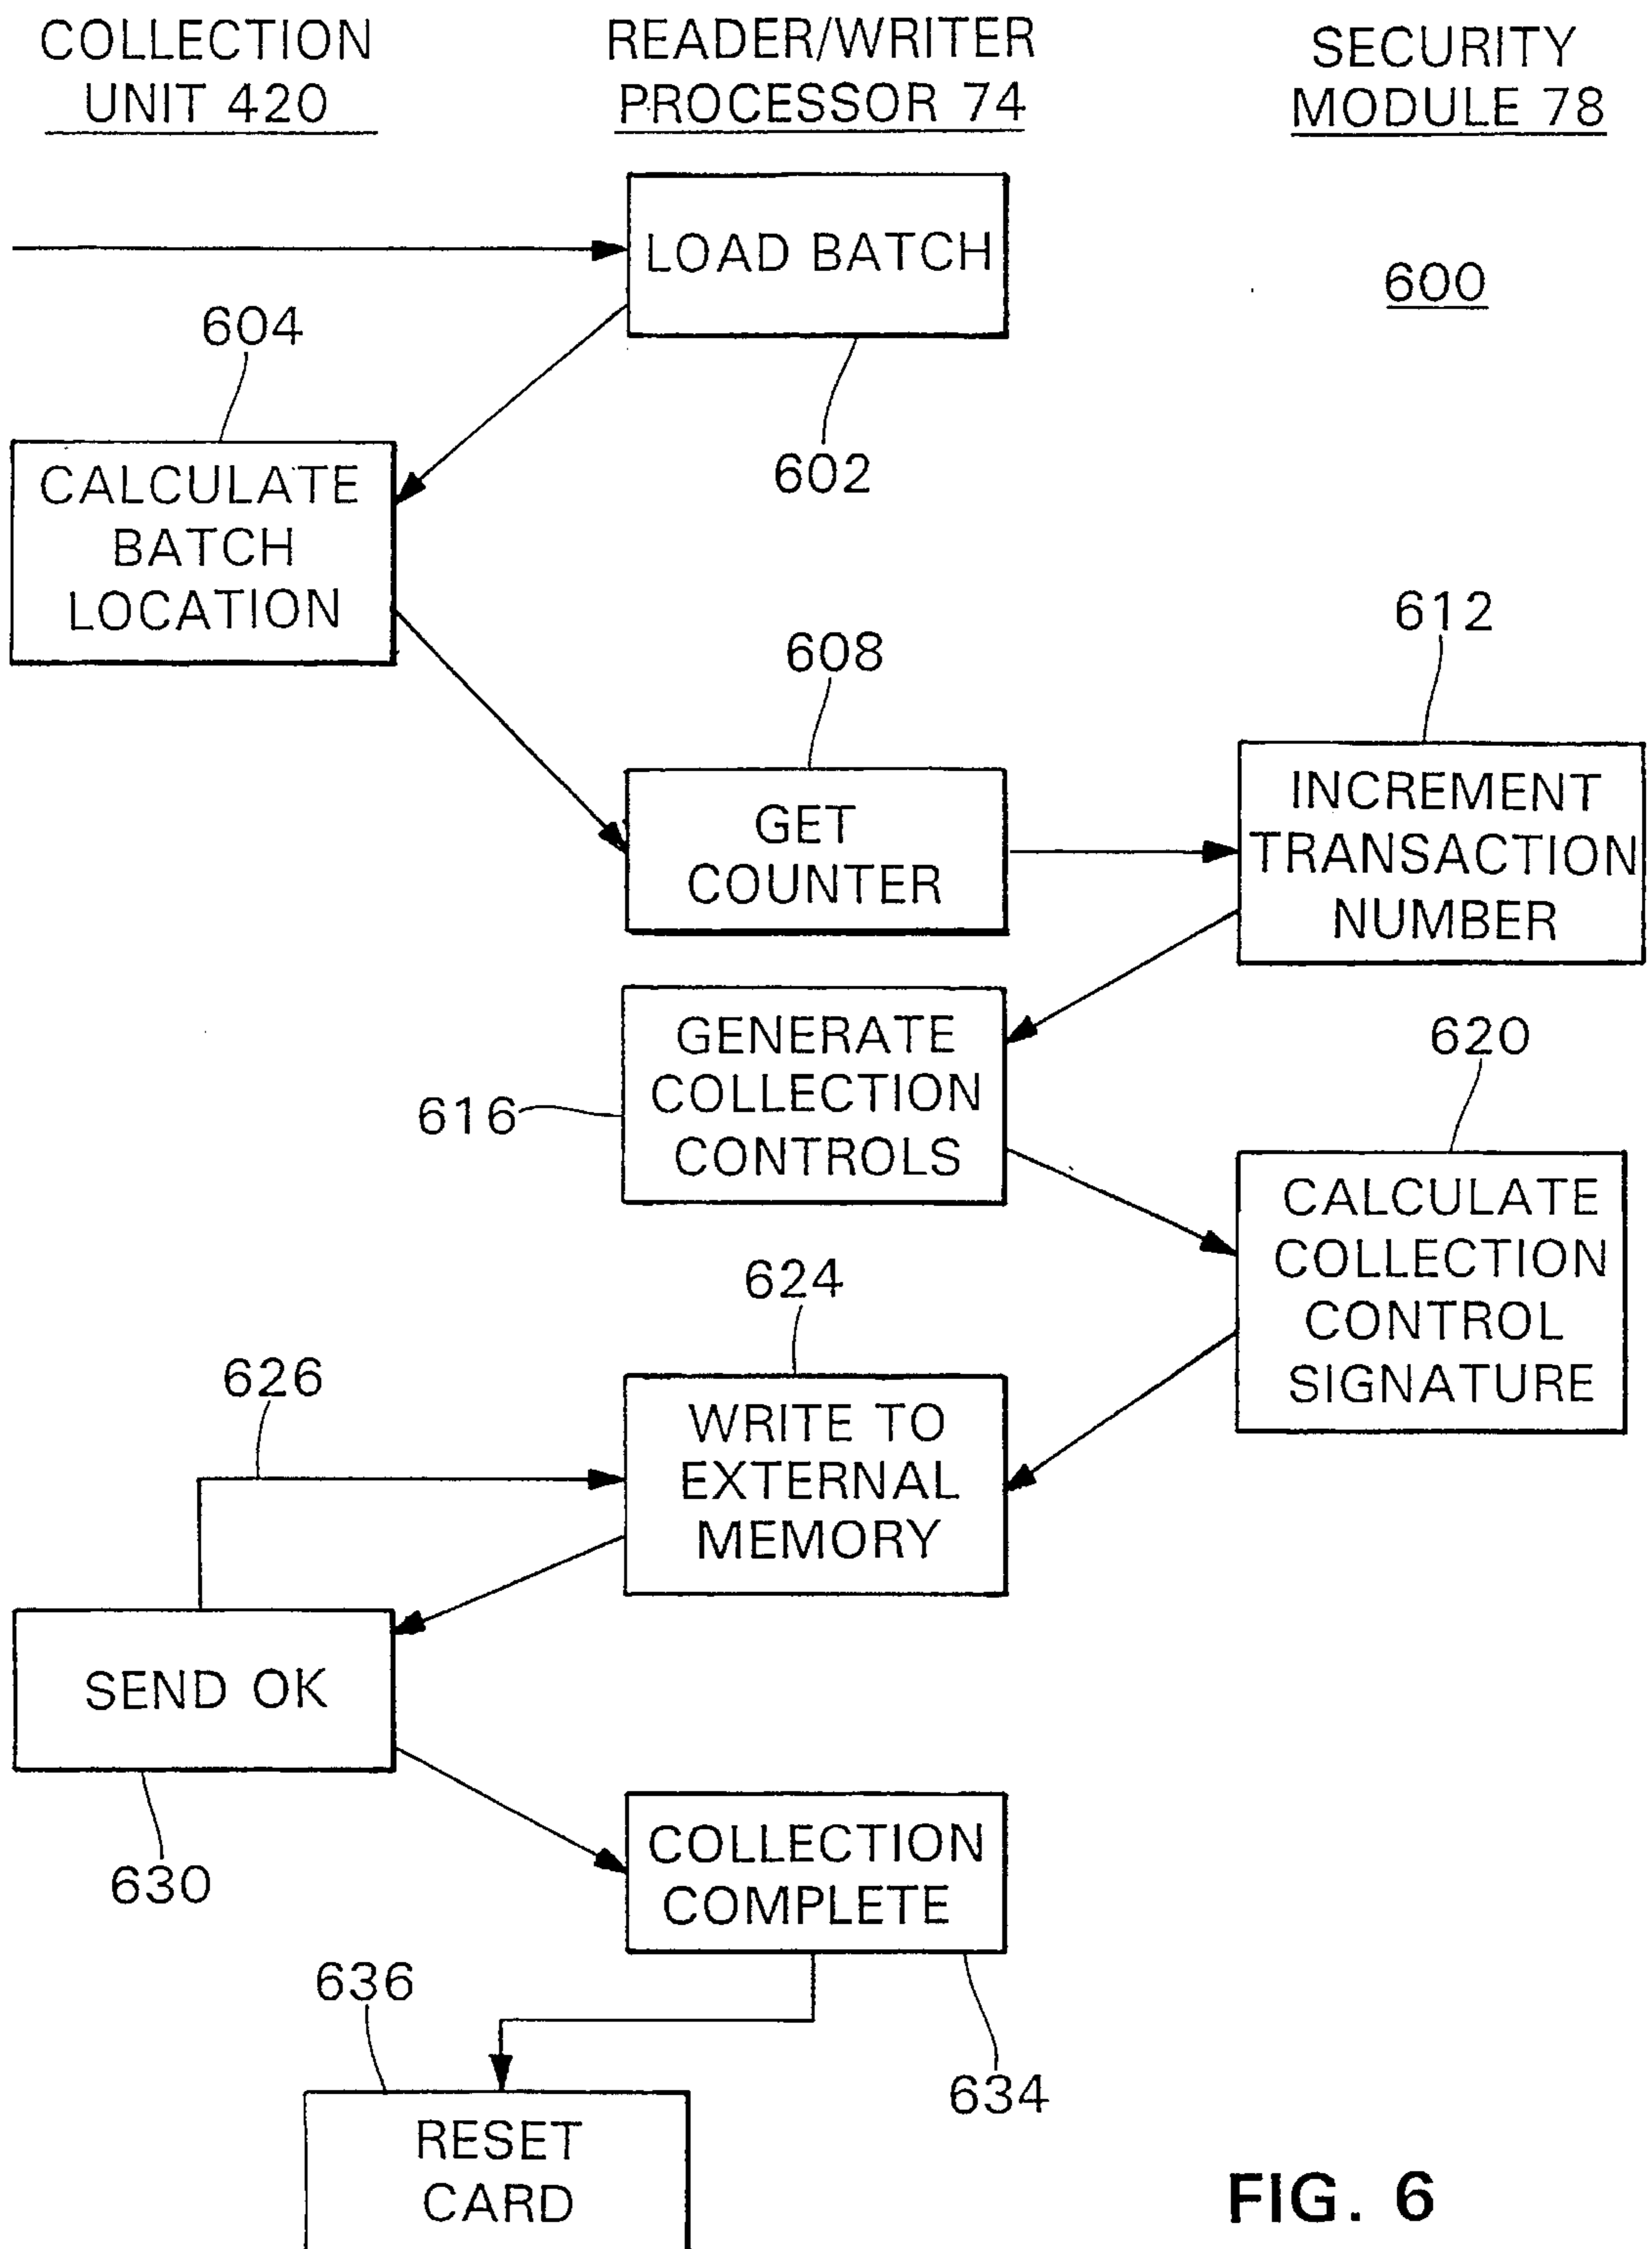 COLLECTION
UNIT 420
READER/WRITER
PROCESSOR 74
SECURITY
MODULE 78
LOAD BATCH
600
604
602
CALCULATE
BATCH
LOCATION
612
608
GET
COUNTER
INCREMENT
TRANSACTION
NUMBER
GENERATE
COLLECTION
CONTROLS
616
620
CALCULATE
COLLECTION
CONTROL
SIGNATURE
624
626
WRITE TO
EXTERNAL
MEMORY
SEND OK
630
COLLECTION
COMPLETE
636
634
RESET
CARD
FIG. 6